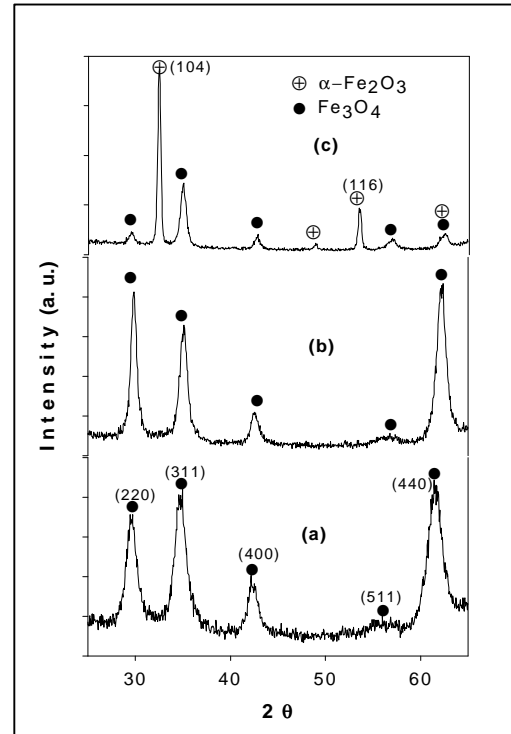 (104)
⊕ α–Fe₂O₃
● Fe₃O₄
(c)
(116)
(b)
(311)
(220)
(440)
(a)
(400)
(511)
Intensity (a. u.)
30 40 50 60
2 θ